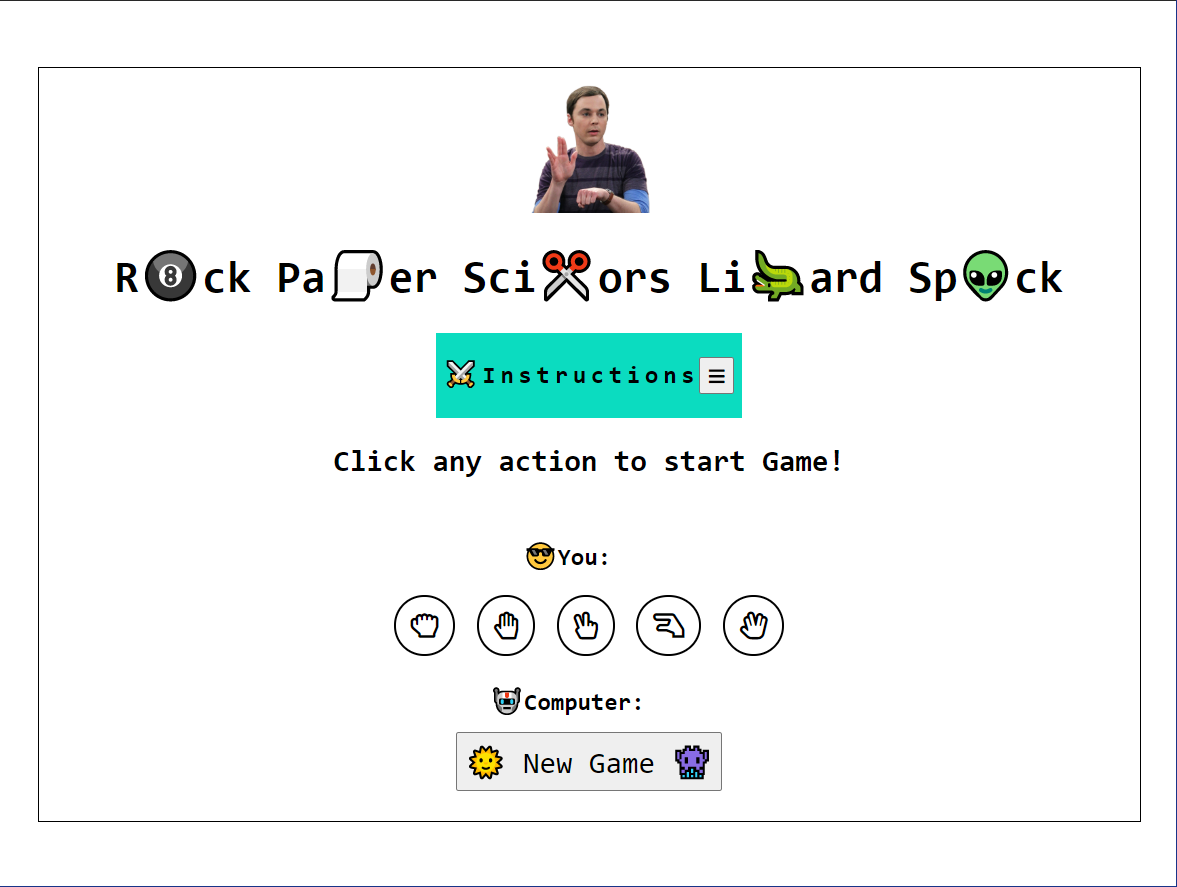 R🎱ck Pa🧻er Sci✂ors Li🐊ard Sp👽ck
⚔Instructions☰
Click any action to start Game!
😎You:
🤖Computer:
🌞 New Game 👾